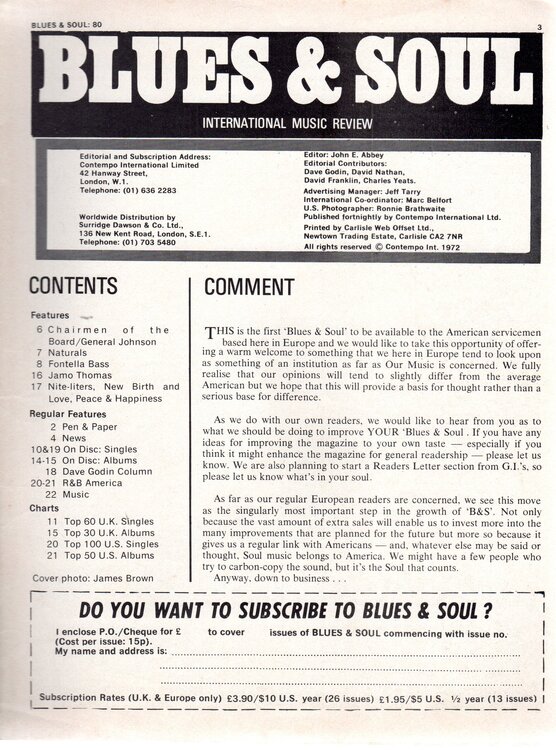 BLUES & SOUL: 80
3
BLUES & SOUL
INTERNATIONAL MUSIC REVIEW
Editorial and Subscription Address:
Contempo International Limited
42 Hanway Street,
London, W.1.
Telephone: (01) 636 2283
Worldwide Distribution by
Surridge Dawson & Co. Ltd.,
136 New Kent Road, London, S.E.1.
Telephone: (01) 703 5480
Editor: John E. Abbey
Editorial Contributors:
Dave Godin, David Nathan,
David Franklin, Charles Yeats.
Advertising Manager: Jeff Tarry
International Co-ordinator: Marc Belfort
U.S. Photographer: Ronnie Brathwaite
Published fortnightly by Contempo International Ltd.
Printed by Carlisle Web Offset Ltd.,
Newtown Trading Estate, Carlisle CA2 7NR
All rights reserved © Contempo Int. 1972
CONTENTS
Features
6 Chairmen of the
Board/General Johnson
7 Naturals
8 Fontella Bass
16 Jamo Thomas
17 Nite-liters, New Birth and
Love, Peace & Happiness
Regular Features
2 Pen & Paper
4 News
10&19 On Disc: Singles
14-15 On Disc: Albums
18 Dave Godin Column
20-21 R&B America
22 Music
Charts
11 Top 60 U.K. Singles
15 Top 30 U.K. Albums
20 Top 100 U.S. Singles
21 Top 50 U.S. Albums
Cover photo: James Brown
COMMENT
THIS is the first 'Blues & Soul' to be available to the American servicemen
based here in Europe and we would like to take this opportunity of offer-
ing a warm welcome to something that we here in Europe tend to look upon
as something of an institution as far as Our Music is concerned. We fully
realise that our opinions will tend to slightly differ from the average
American but we hope that this will provide a basis for thought rather than a
serious base for difference.
As we do with our own readers, we would like to hear from you as to
what we should be doing to improve YOUR 'Blues & Soul . If you have any
ideas for improving the magazine to your own taste — especially if you
think it might enhance the magazine for general readership — please let us
know. We are also planning to start a Readers Letter section from G.I.'s, so
please let us know what's in your soul.
As far as our regular European readers are concerned, we see this move
as the singularly most important step in the growth of 'B&S'. Not only
because the vast amount of extra sales will enable us to invest more into the
many improvements that are planned for the future but more so because it
gives us a regular link with Americans — and, whatever else may be said or
thought, Soul music belongs to America. We might have a few people who
try to carbon-copy the sound, but it's the Soul that counts.
Anyway, down to business . . .
DO YOU WANT TO SUBSCRIBE TO BLUES & SOUL ?
I enclose P.O./Cheque for £ to cover issues of BLUES & SOUL commencing with issue no.
(Cost per issue: 15p).
My name and address is:
Subscription Rates (U.K. & Europe only) £3.90/$10 U.S. year (26 issues) £1.95/$5 U.S. ½ year (13 issues)